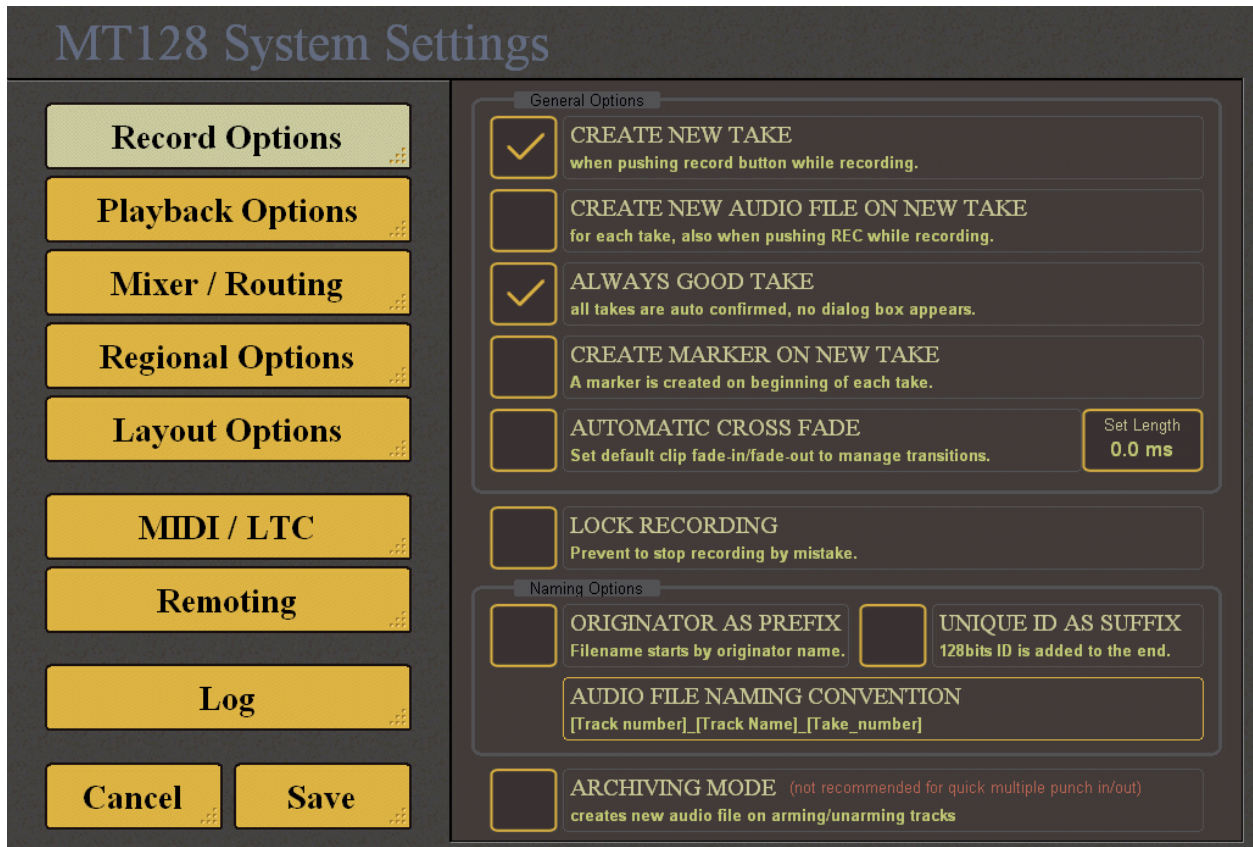 MT128 System Settings
Record Options
Playback Options
Mixer / Routing
Regional Options
Layout Options
MIDI / LTC
Remoting
Log
Cancel
Save
General Options
CREATE NEW TAKE
when pushing record button while recording.
CREATE NEW AUDIO FILE ON NEW TAKE
for each take, also when pushing REC while recording.
ALWAYS GOOD TAKE
all takes are auto confirmed, no dialog box appears.
CREATE MARKER ON NEW TAKE
A marker is created on beginning of each take.
AUTOMATIC CROSS FADE
Set default clip fade-in/fade-out to manage transitions.
Set Length
0.0 ms
LOCK RECORDING
Prevent to stop recording by mistake.
Naming Options
ORIGINATOR AS PREFIX
Filename starts by originator name.
UNIQUE ID AS SUFFIX
128bits ID is added to the end.
AUDIO FILE NAMING CONVENTION
[Track number]_[Track Name]_[Take_number]
ARCHIVING MODE (not recommended for quick multiple punch in/out)
creates new audio file on arming/unarming tracks